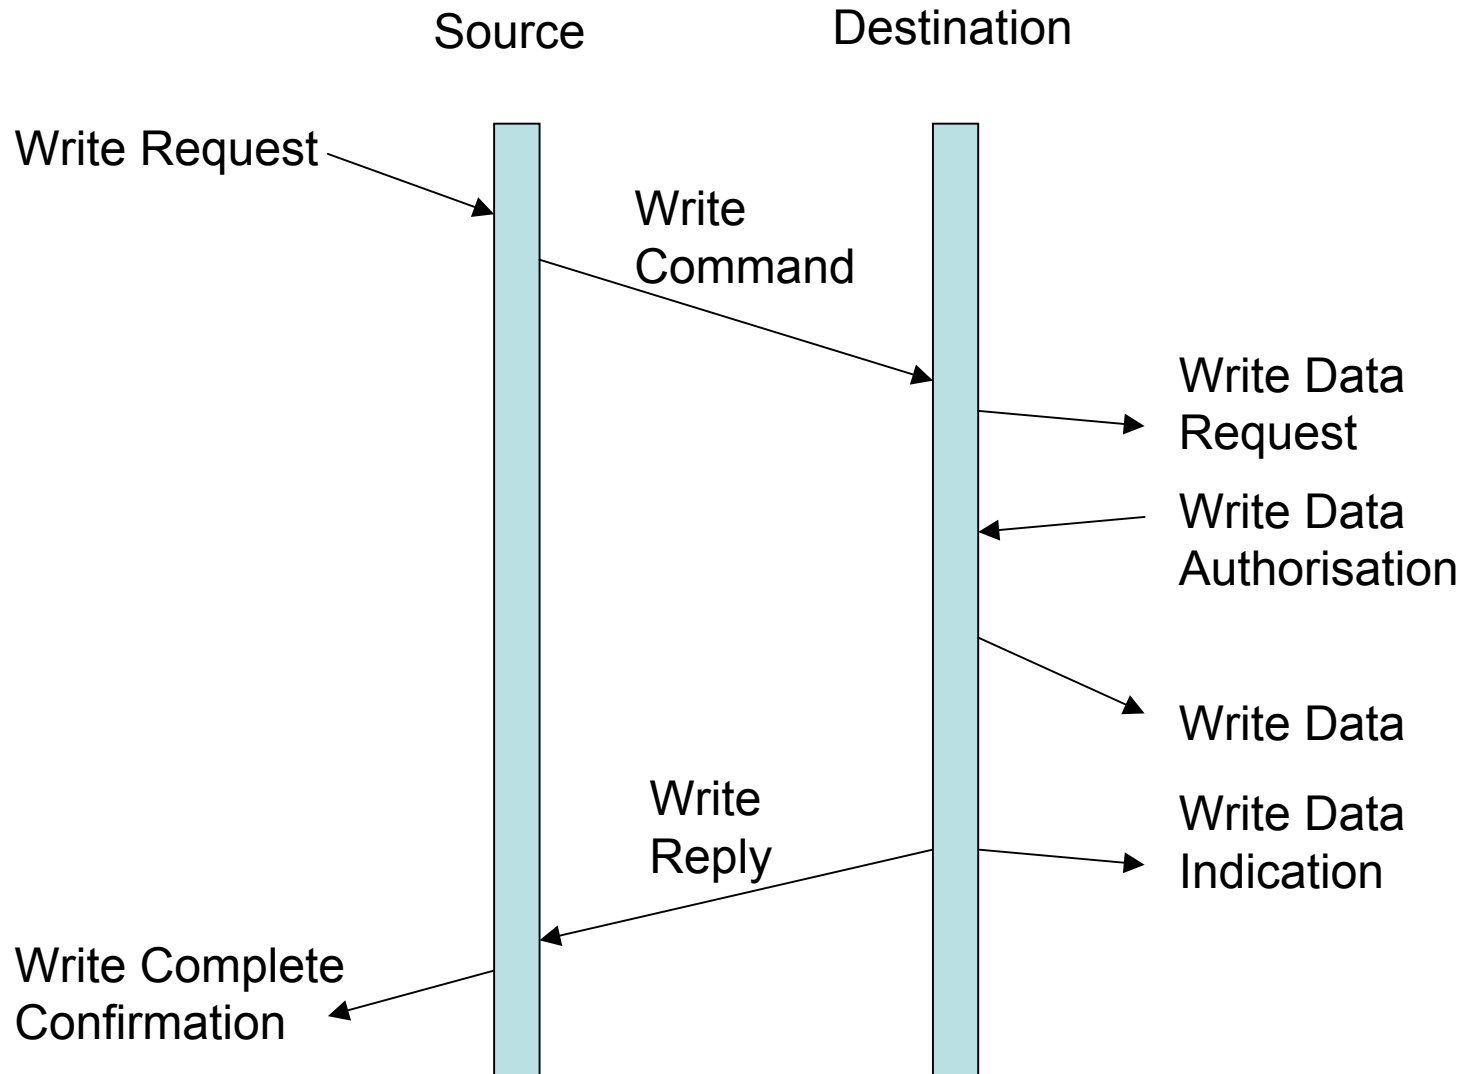 Source
Destination
Write Request
Write
Command
Write Data
Request
Write Data
Authorisation
Write Data
Write
Reply
Write Data
Indication
Write Complete
Confirmation